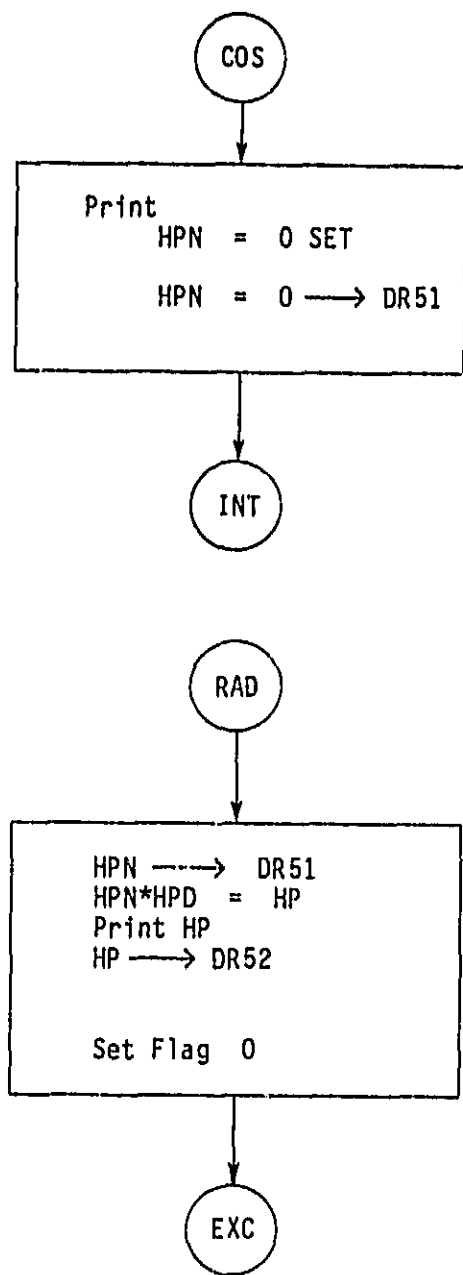 COS
Print
HPN = 0 SET
HPN = 0 ⟶ DR51
INT
RAD
HPN ⟶ DR51
HPN*HPD = HP
Print HP
HP ⟶ DR52
Set Flag 0
EXC